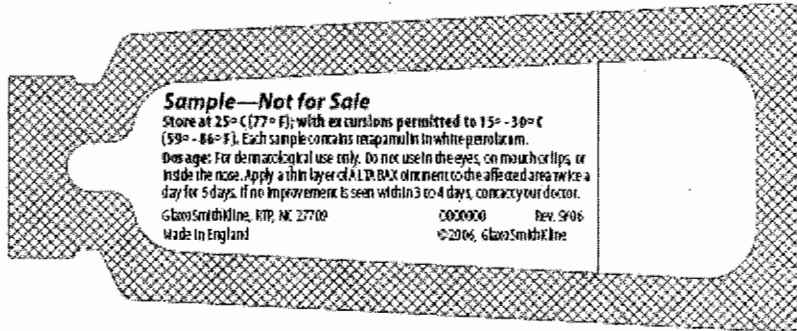 Sample—Not for Sale
Store at 25° C (77° F); with excursions permitted to 15° - 30° C
(59° - 86° F). Each sample contains retapamulin in white petrolatum.
Dosage: For dermatological use only. Do not use in the eyes, on mouth or lips, or
inside the nose. Apply a thin layer of ALTABAX ointment to the affected area twice a
day for 5 days. If no improvement is seen within 3 to 4 days, contact your doctor.
GlaxoSmithKline, RTP, NC 27709 0000000 Rev. 9/06
Made in England ©2006, GlaxoSmithKline